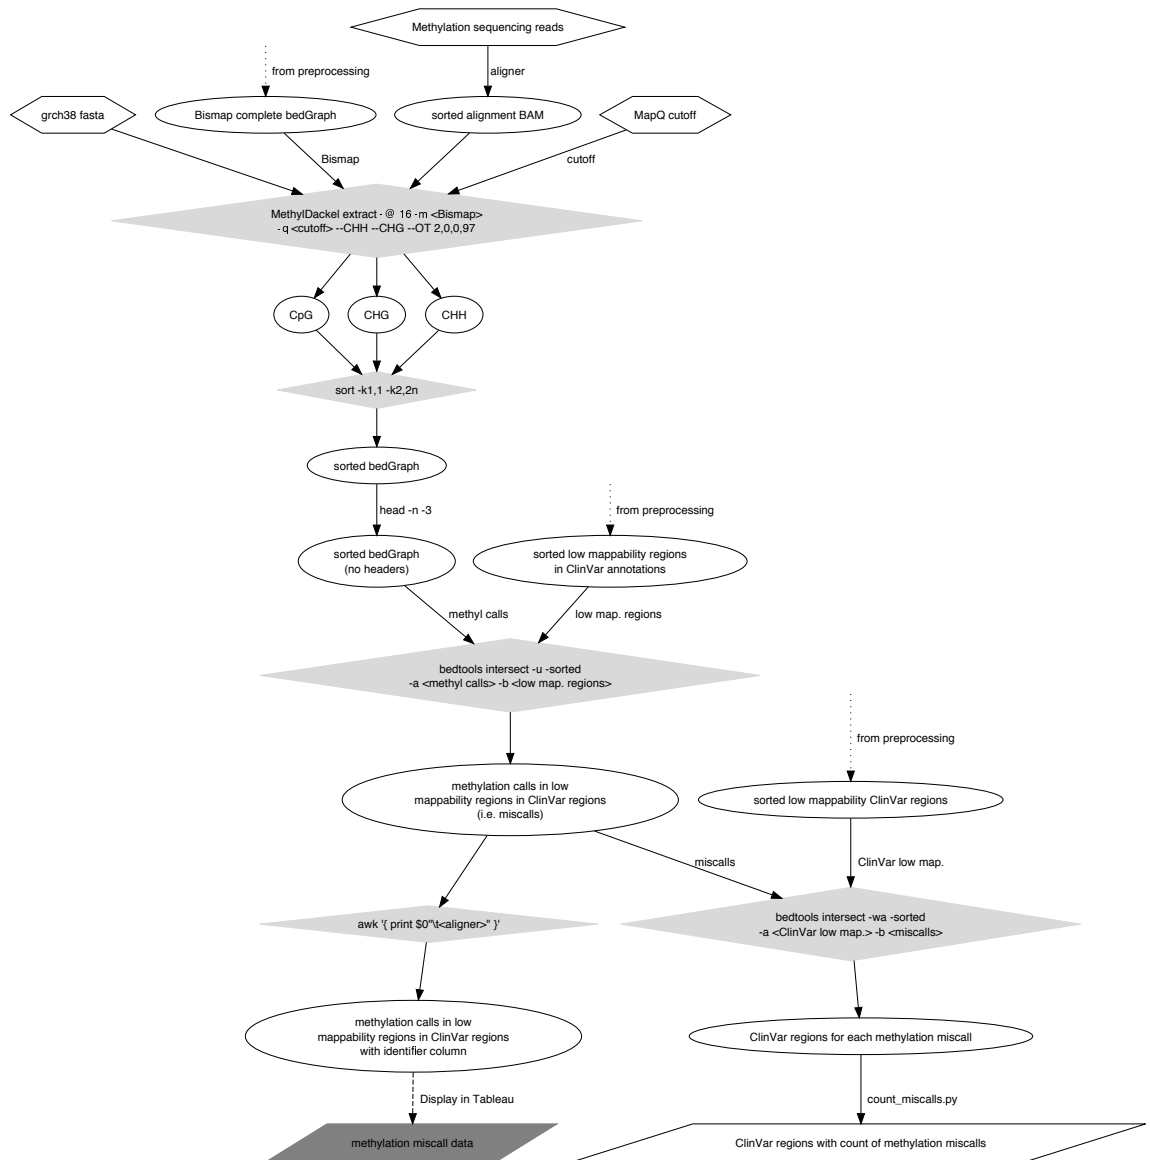 Methylation sequencing reads
from preprocessing
aligner
grch38 fasta
Bismap complete bedGraph
sorted alignment BAM
MapQ cutoff
Bismap
cutoff
MethylDackel extract - @ 16 -m <Bismap>
-q <cutoff> --CHH --CHG --OT 2,0,0,97
CpG
CHG
CHH
sort -k1,1 -k2,2n
sorted bedGraph
head -n -3
from preprocessing
sorted bedGraph
(no headers)
sorted low mappability regions
in ClinVar annotations
methyl calls
low map. regions
bedtools intersect -u -sorted
-a <methyl calls> -b <low map. regions>
from preprocessing
methylation calls in low
mappability regions in ClinVar regions
(i.e. miscalls)
sorted low mappability ClinVar regions
miscalls
ClinVar low map.
awk '{ print $0"\t<aligner>" }'
bedtools intersect -wa -sorted
-a <ClinVar low map.> -b <miscalls>
methylation calls in low
mappability regions in ClinVar regions
with identifier column
ClinVar regions for each methylation miscall
Display in Tableau
count_miscalls.py
methylation miscall data
ClinVar regions with count of methylation miscalls